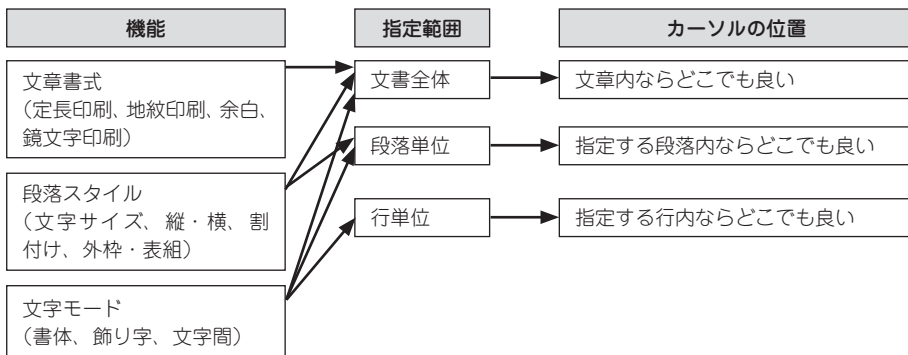 機能
指定範囲
カーソルの位置
文章書式
（定長印刷、地紋印刷、余白、
鏡文字印刷）
文書全体
文章内ならどこでも良い
段落単位
指定する段落内ならどこでも良い
段落スタイル
（文字サイズ、縦・横、割
付け、外枠・表組）
行単位
指定する行内ならどこでも良い
文字モード
（書体、飾り字、文字間）